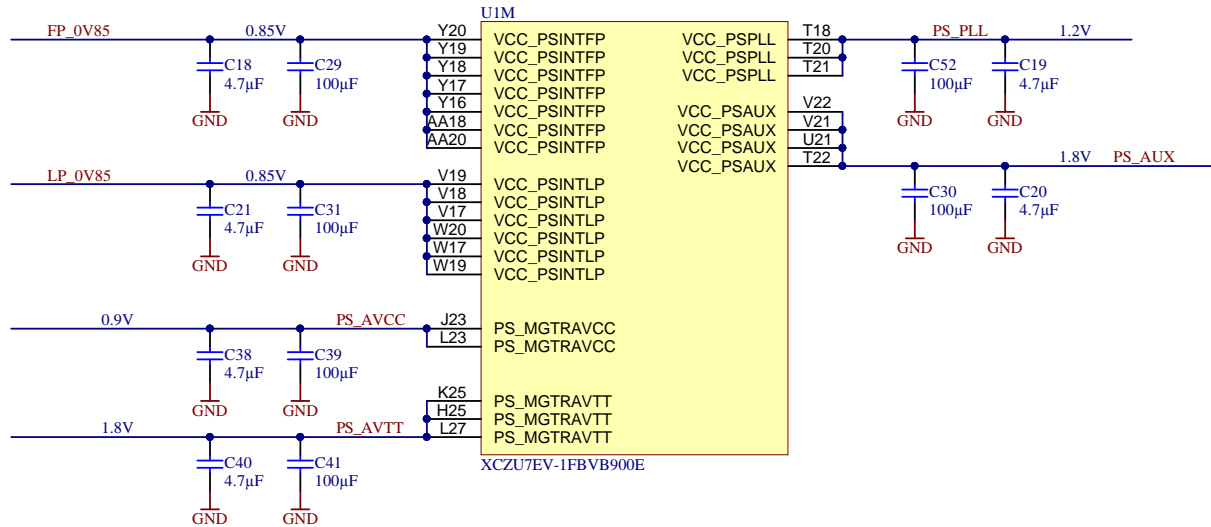 U1M
FP_0V85 0.85V
C18 4.7µF GND
C29 100µF GND
Y20 VCC_PSINTFP
Y19 VCC_PSINTFP
Y18 VCC_PSINTFP
Y17 VCC_PSINTFP
Y16 VCC_PSINTFP
AA18 VCC_PSINTFP
AA20 VCC_PSINTFP
LP_0V85 0.85V
C21 4.7µF GND
C31 100µF GND
V19 VCC_PSINTLP
V18 VCC_PSINTLP
V17 VCC_PSINTLP
W20 VCC_PSINTLP
W17 VCC_PSINTLP
W19 VCC_PSINTLP
0.9V PS_AVCC
C38 4.7µF GND
C39 100µF GND
J23 PS_MGTRAVCC
L23 PS_MGTRAVCC
K25 PS_MGTRAVTT
H25 PS_MGTRAVTT
L27 PS_MGTRAVTT
1.8V PS_AVTT
C40 4.7µF GND
C41 100µF GND
VCC_PSPLL T18
VCC_PSPLL T20
VCC_PSPLL T21
PS_PLL 1.2V
C52 100µF GND
C19 4.7µF GND
VCC_PSAUX V22
VCC_PSAUX V21
VCC_PSAUX U21
VCC_PSAUX T22
1.8V PS_AUX
C30 100µF GND
C20 4.7µF GND
XCZU7EV-1FBVB900E